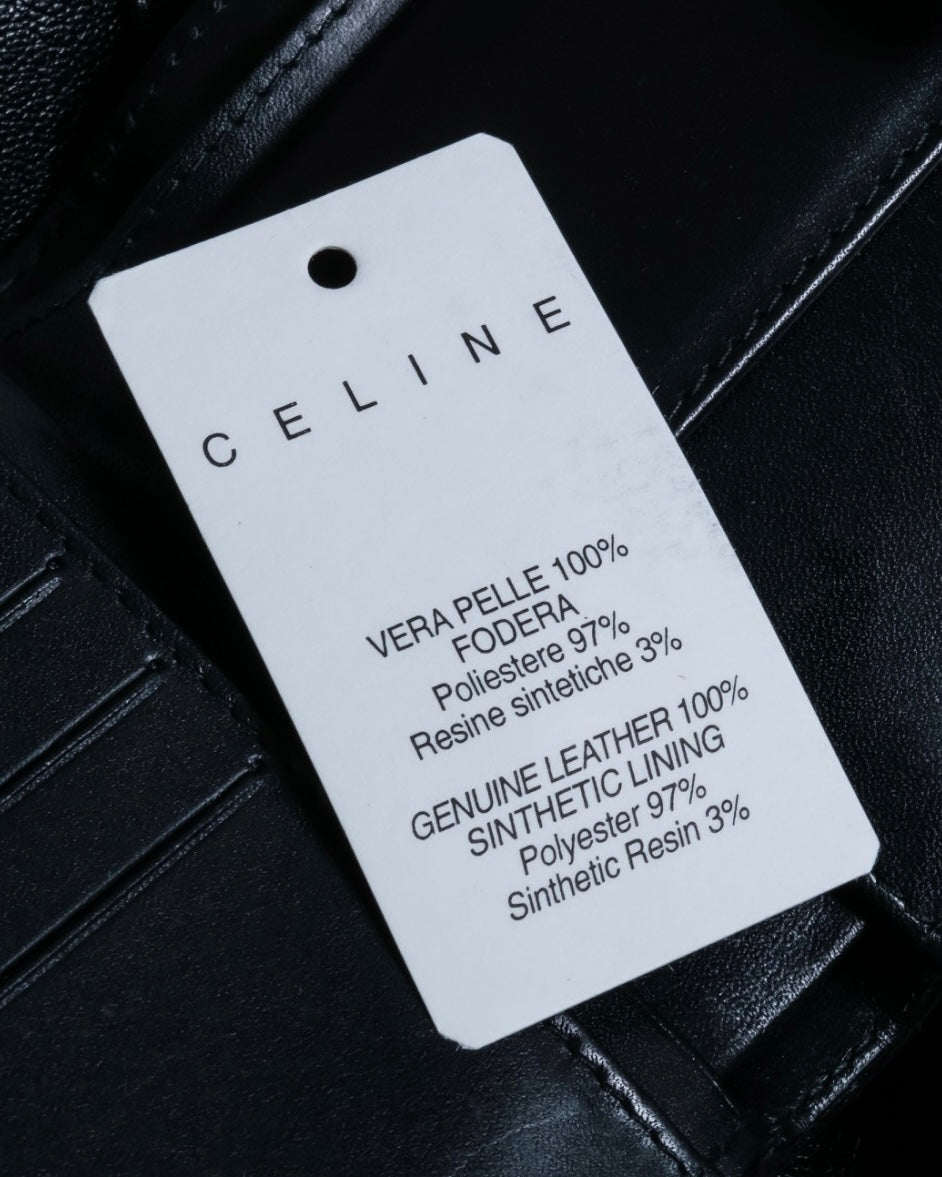 CELINE
VERA PELLE 100%
FODERA
Poliestere 97%
Resine sintetiche 3%
GENUINE LEATHER 100%
SINTHETIC LINING
Polyester 97%
Sinthetic Resin 3%